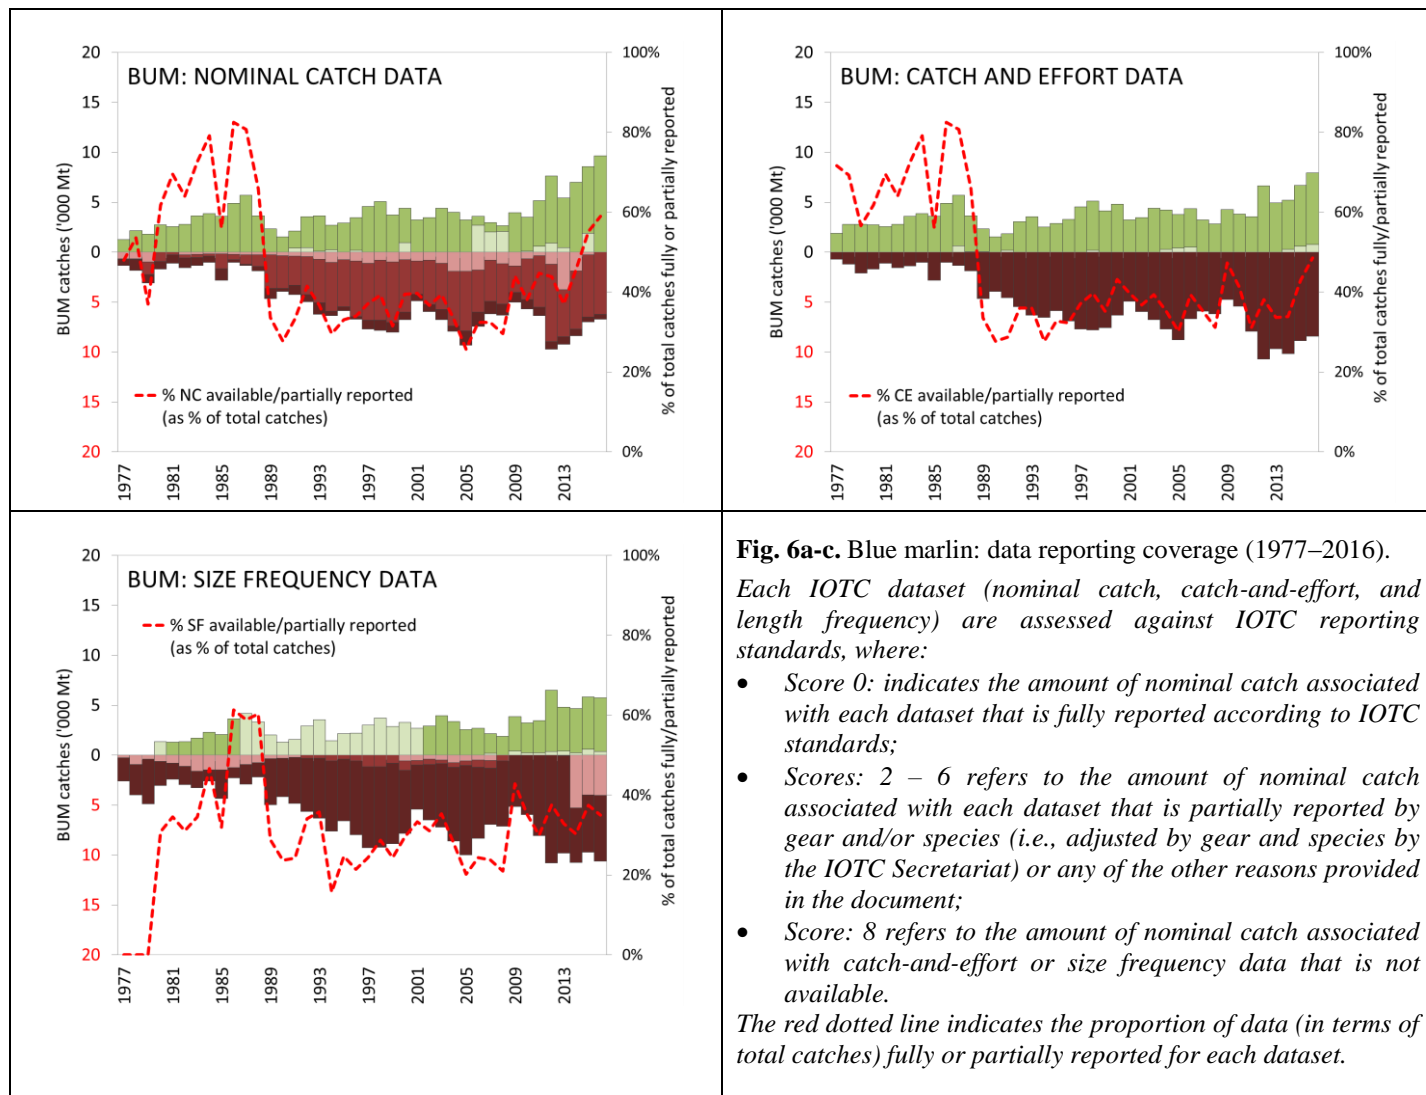 BUM: NOMINAL CATCH DATA
20
15
10
5
0
5
10
15
20
BUM catches ('000 Mt)
100%
80%
60%
40%
20%
0%
% of total catches fully or partially reported
% NC available/partially reported
(as % of total catches)
1977
1981
1985
1989
1993
1997
2001
2005
2009
2013
BUM: CATCH AND EFFORT DATA
20
15
10
5
0
5
10
15
20
BUM catches ('000 Mt)
100%
80%
60%
40%
20%
0%
% of total catches fully/partially reported
% CE available/partially reported
(as % of total catches)
1977
1981
1985
1989
1993
1997
2001
2005
2009
2013
BUM: SIZE FREQUENCY DATA
20
15
10
5
0
5
10
15
20
BUM catches ('000 Mt)
100%
80%
60%
40%
20%
0%
% of total catches fully/partially reported
% SF available/partially reported
(as % of total catches)
1977
1981
1985
1989
1993
1997
2001
2005
2009
2013
Fig. 6a-c. Blue marlin: data reporting coverage (1977–2016).
Each IOTC dataset (nominal catch, catch-and-effort, and
length frequency) are assessed against IOTC reporting
standards, where:
• Score 0: indicates the amount of nominal catch associated
with each dataset that is fully reported according to IOTC
standards;
• Scores: 2 – 6 refers to the amount of nominal catch
associated with each dataset that is partially reported by
gear and/or species (i.e., adjusted by gear and species by
the IOTC Secretariat) or any of the other reasons provided
in the document;
• Score: 8 refers to the amount of nominal catch associated
with catch-and-effort or size frequency data that is not
available.
The red dotted line indicates the proportion of data (in terms of
total catches) fully or partially reported for each dataset.